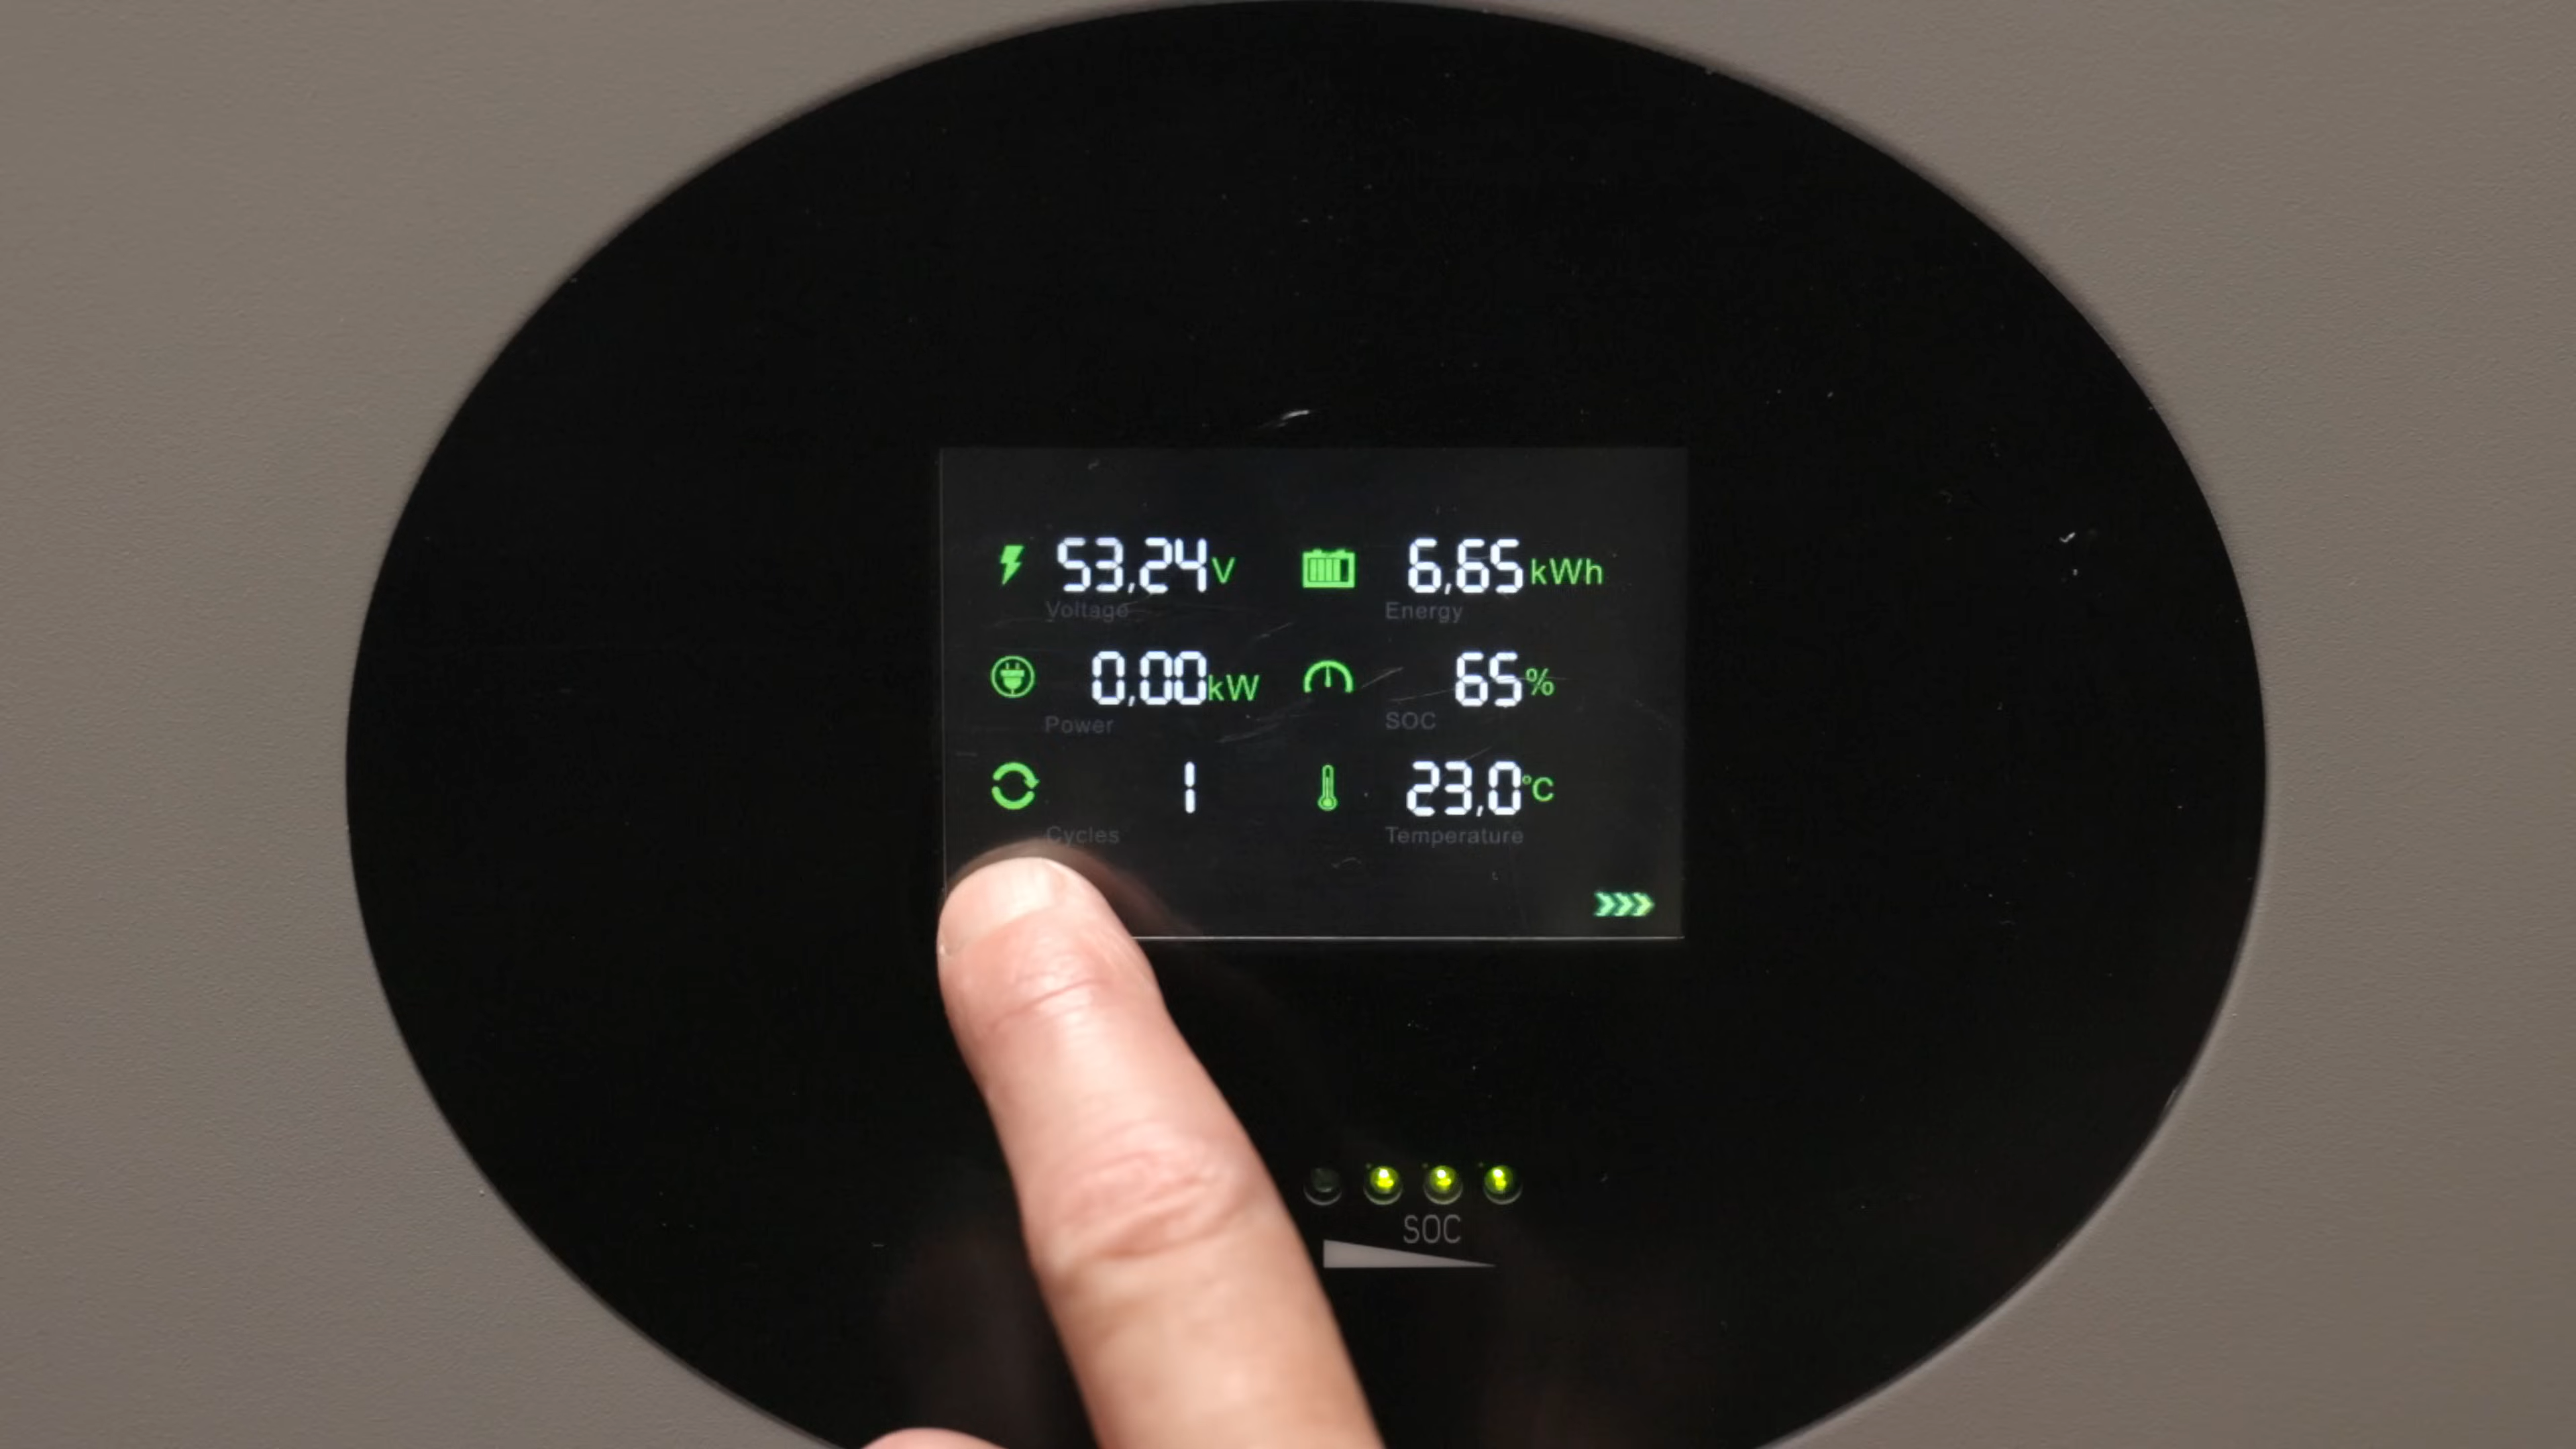 53,24V 6,65kWh
Voltage Energy
0,00kW 65%
Power SOC
1 23,0°C
Cycles Temperature
SOC